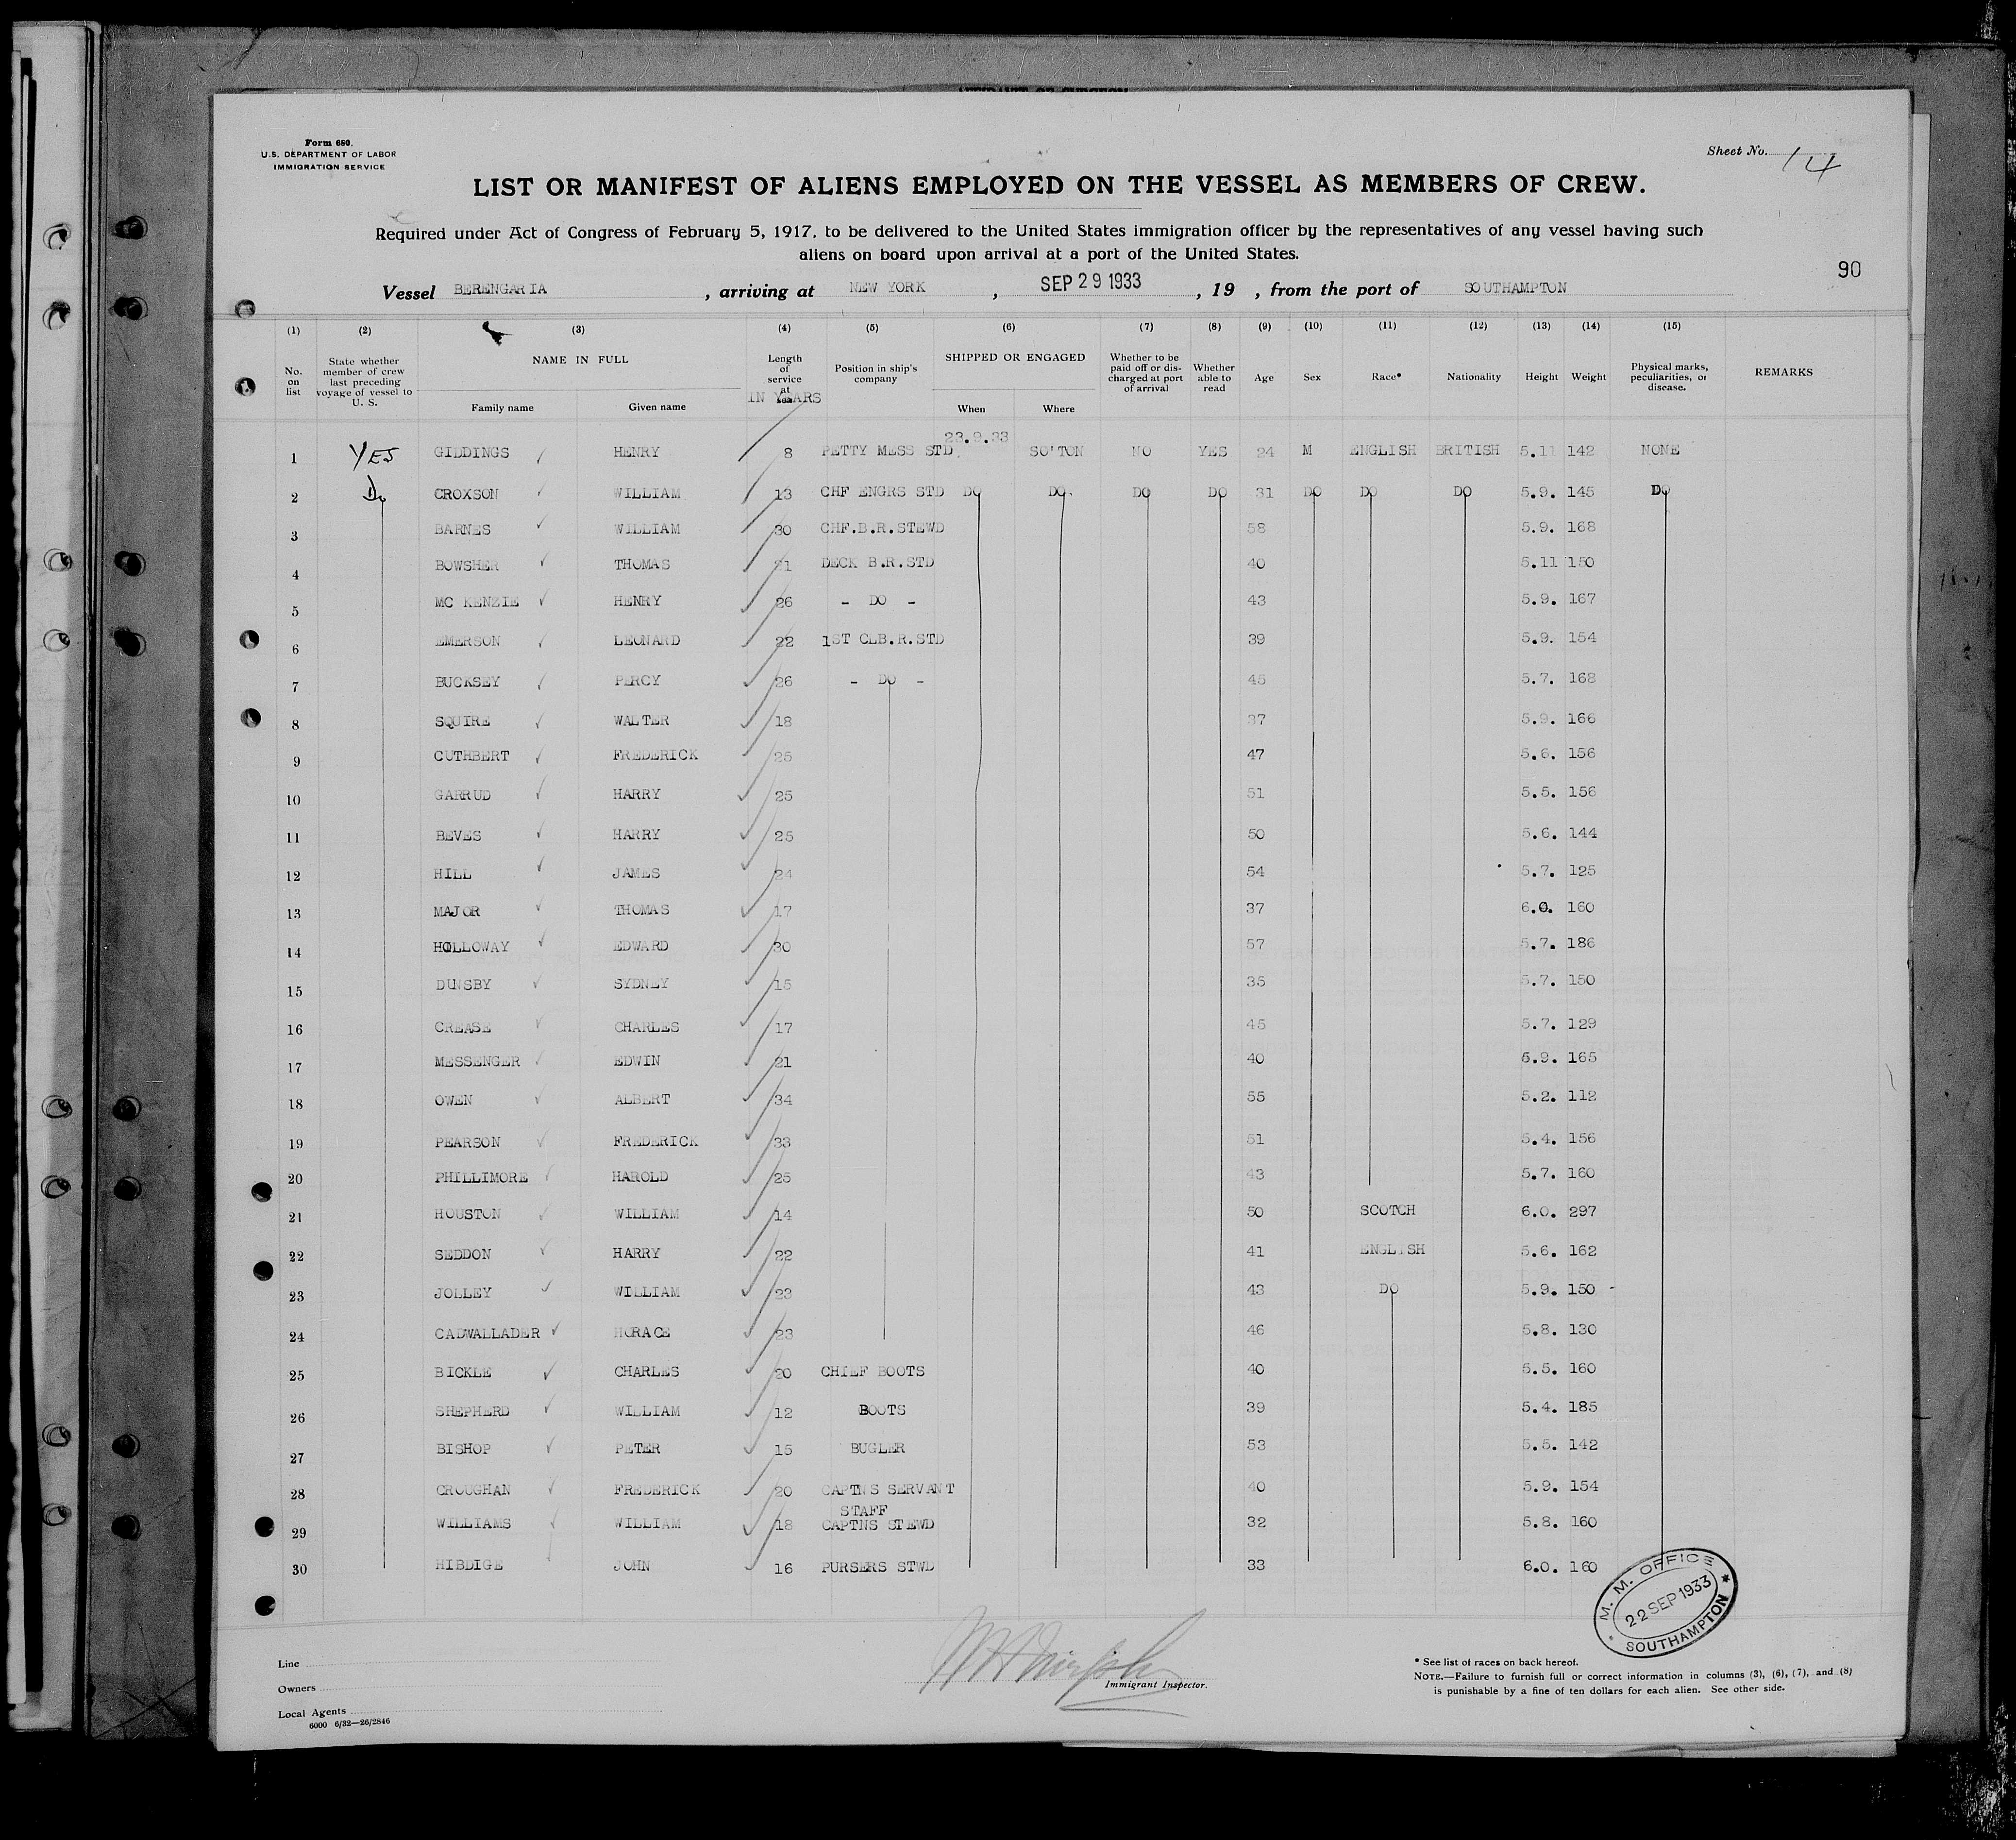 Form 680.
U.S. DEPARTMENT OF LABOR
IMMIGRATION SERVICE
Sheet No. 14
LIST OR MANIFEST OF ALIENS EMPLOYED ON THE VESSEL AS MEMBERS OF CREW.
Required under Act of Congress of February 5, 1917, to be delivered to the United States immigration officer by the representatives of any vessel having such
aliens on board upon arrival at a port of the United States.
90
Vessel BERENGARIA, arriving at NEW YORK, SEP 29 1933, 19 , from the port of SOUTHAMPTON
(1) (2) (3) (4) (5) (6) (7) (8) (9) (10) (11) (12) (13) (14) (15)
No. on list State whether member of crew last preceding voyage of vessel to U. S. NAME IN FULL Family name Given name Length of service at IN YEARS Position in ship's company SHIPPED OR ENGAGED When Where Whether to be paid off or discharged at port of arrival Whether able to read Age Sex Race* Nationality Height Weight Physical marks, peculiarities, or disease. REMARKS
23.9.33
1 YES GIDDINGS HENRY 8 PETTY MESS STD. SO'TON NO YES 24 M ENGLISH BRITISH 5.11 142 NONE
2 Do CROXSON WILLIAM 13 CHF ENGRS STD DO DO. DO DO 31 DO DO DO 5.9. 145 DO
3 BARNES WILLIAM 30 CHF.B.R.STEWD 58 5.9. 168
4 BOWSHER THOMAS 21 DECK B.R.STD 40 5.11 150
5 MC KENZIE HENRY 26 - DO - 43 5.9. 167
6 EMERSON LEONARD 22 1ST CLB.R.STD 39 5.9. 154
7 BUCKSEY PERCY 26 - DO - 45 5.7. 168
8 SQUIRE WALTER 18 37 5.9. 166
9 CUTHBERT FREDERICK 25 47 5.6. 156
10 GARRUD HARRY 25 51 5.5. 156
11 BEVES HARRY 25 50 5.6. 144
12 HILL JAMES 24 54 5.7. 125
13 MAJOR THOMAS 17 37 6.0. 160
14 HOLLOWAY EDWARD 30 57 5.7. 186
15 DUNSBY SYDNEY 15 35 5.7. 150
16 CREASE CHARLES 17 45 5.7. 129
17 MESSENGER EDWIN 21 40 5.9. 165
18 OWEN ALBERT 34 55 5.2. 112
19 PEARSON FREDERICK 33 51 5.4. 156
20 PHILLIMORE HAROLD 25 43 5.7. 160
21 HOUSTON WILLIAM 14 50 SCOTCH 6.0. 297
22 SEDDON HARRY 22 41 ENGLISH 5.6. 162
23 JOLLEY WILLIAM 23 43 DO 5.9. 150
24 CADWALLADER HORACE 23 46 5.8. 130
25 BICKLE CHARLES 20 CHIEF BOOTS 40 5.5. 160
26 SHEPHERD WILLIAM 12 BOOTS 39 5.4. 185
27 BISHOP PETER 15 BUGLER 53 5.5. 142
28 CROUGHAN FREDERICK 20 CAPTNS SERVANT 40 5.9. 154
29 WILLIAMS WILLIAM 18 STAFF CAPTNS STEWD 32 5.8. 160
30 HIBDIGE JOHN 16 PURSERS STWD 33 6.0. 160
M. M. OFFICE
22 SEP 1933
SOUTHAMPTON
Line
Owners
Local Agents
6000 6/32—26/2846
Immigrant Inspector.
* See list of races on back hereof.
NOTE.—Failure to furnish full or correct information in columns (3), (6), (7), and (8)
is punishable by a fine of ten dollars for each alien. See other side.